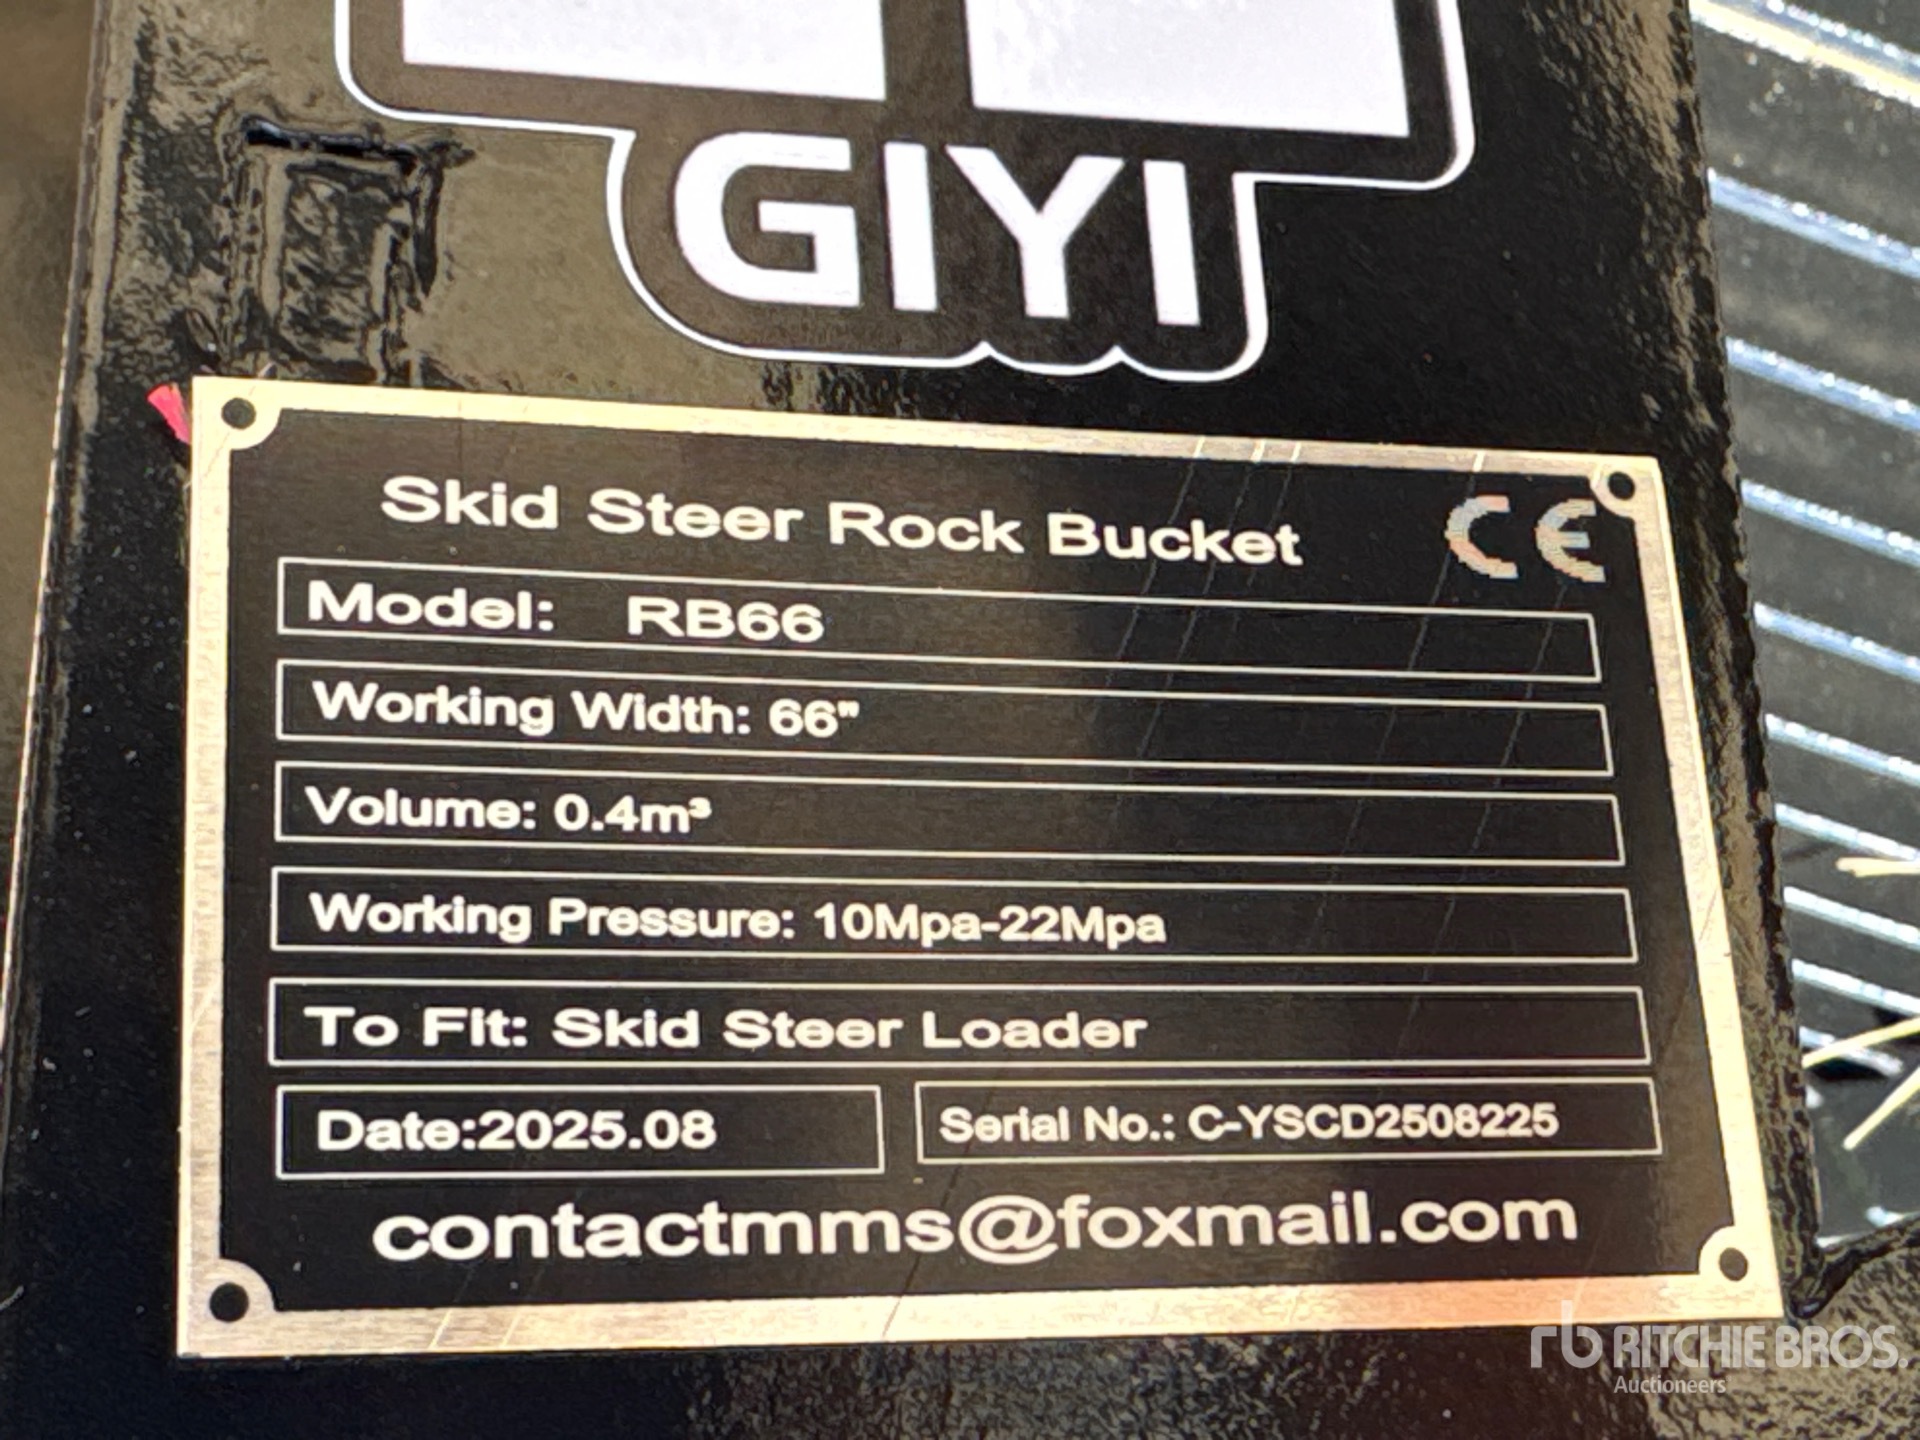 GIYI
Skid Steer Rock Bucket CE
Model: RB66
Working Width: 66"
Volume: 0.4m³
Working Pressure: 10Mpa-22Mpa
To Fit: Skid Steer Loader
Date:2025.08 Serial No.: C-YSCD2508225
contactmms@foxmail.com
rb RITCHIE BROS.
Auctioneers